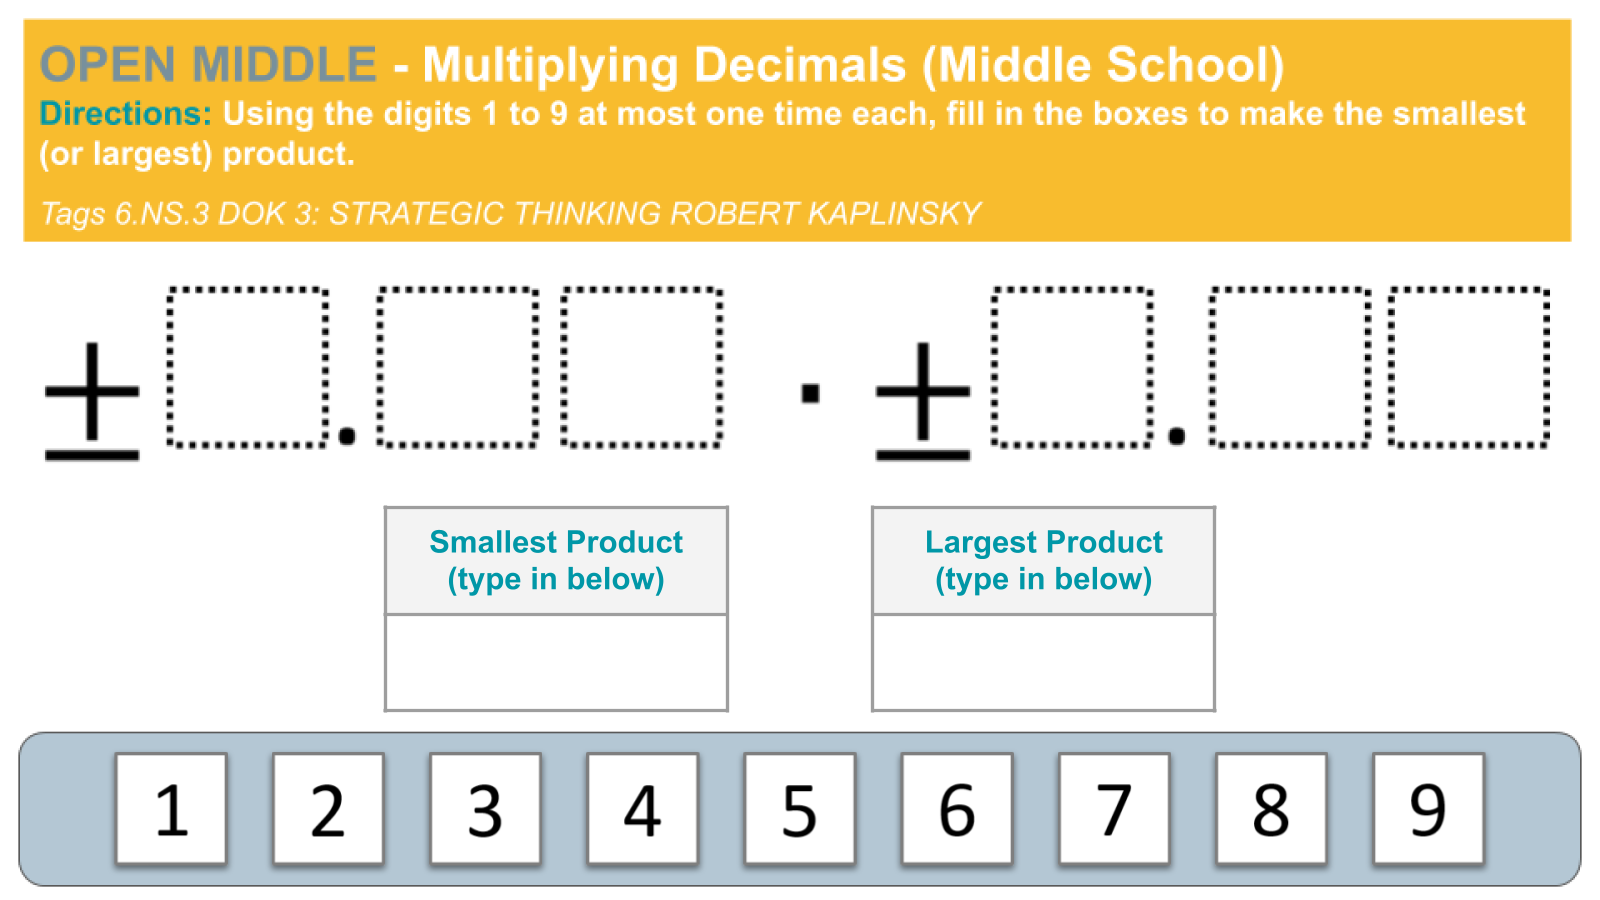 OPEN MIDDLE - Multiplying Decimals (Middle School)
Directions: Using the digits 1 to 9 at most one time each, fill in the boxes to make the smallest
(or largest) product.
Tags 6.NS.3 DOK 3: STRATEGIC THINKING ROBERT KAPLINSKY
± . · ± .
Smallest Product
(type in below)
Largest Product
(type in below)
1 2 3 4 5 6 7 8 9